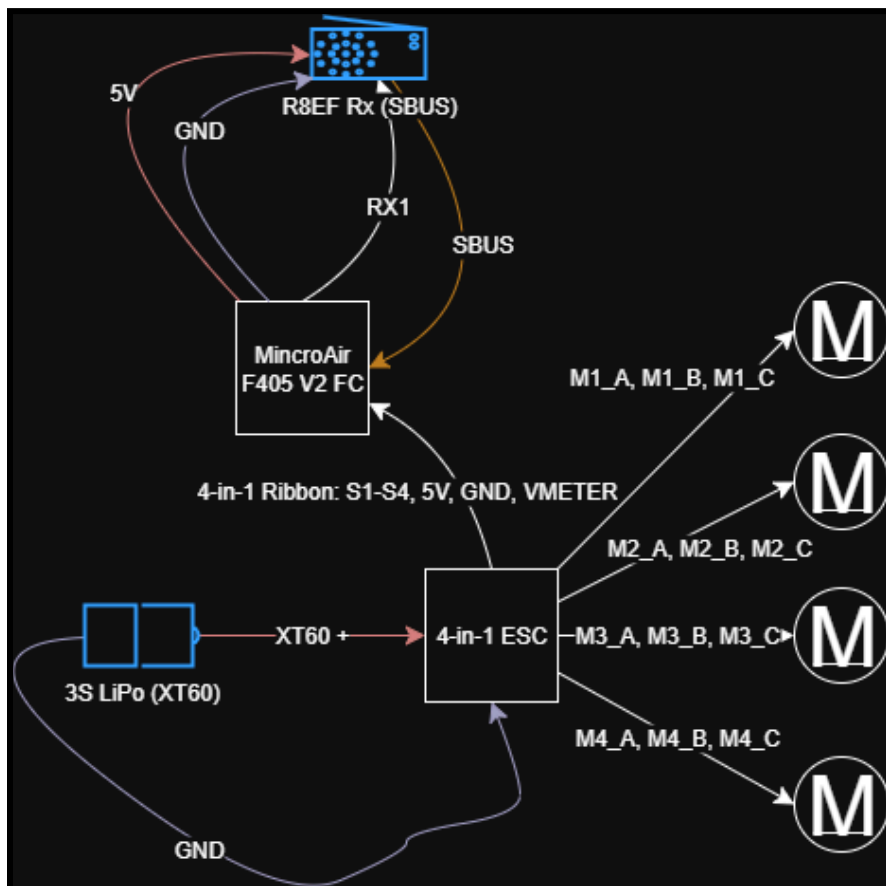 5V
GND
R8EF Rx (SBUS)
RX1
SBUS
MincroAir
F405 V2 FC
M
M1_A, M1_B, M1_C
M
4-in-1 Ribbon: S1-S4, 5V, GND, VMETER
M2_A, M2_B, M2_C
XT60 +
4-in-1 ESC
M3_A, M3_B, M3_C
M
3S LiPo (XT60)
M4_A, M4_B, M4_C
M
GND